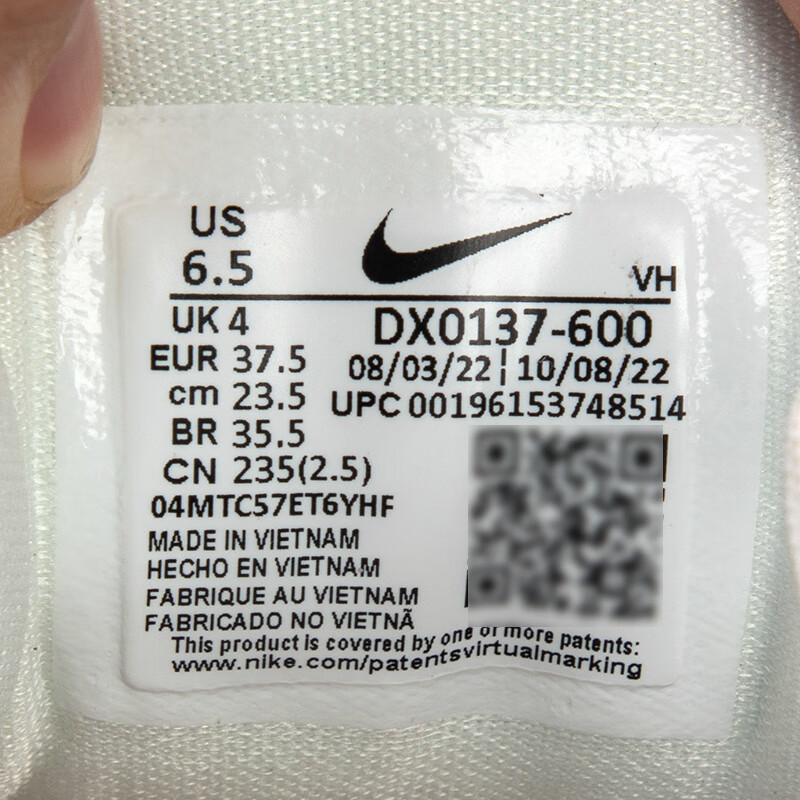 US
6.5
VH
UK 4
DX0137-600
EUR 37.5
08/03/22 | 10/08/22
cm 23.5
UPC 00196153748514
BR 35.5
CN 235(2.5)
04MTC57ET6YHF
MADE IN VIETNAM
HECHO EN VIETNAM
FABRIQUE AU VIETNAM
FABRICADO NO VIETNÃ
This product is covered by one or more patents:
www.nike.com/patentsvirtualmarking